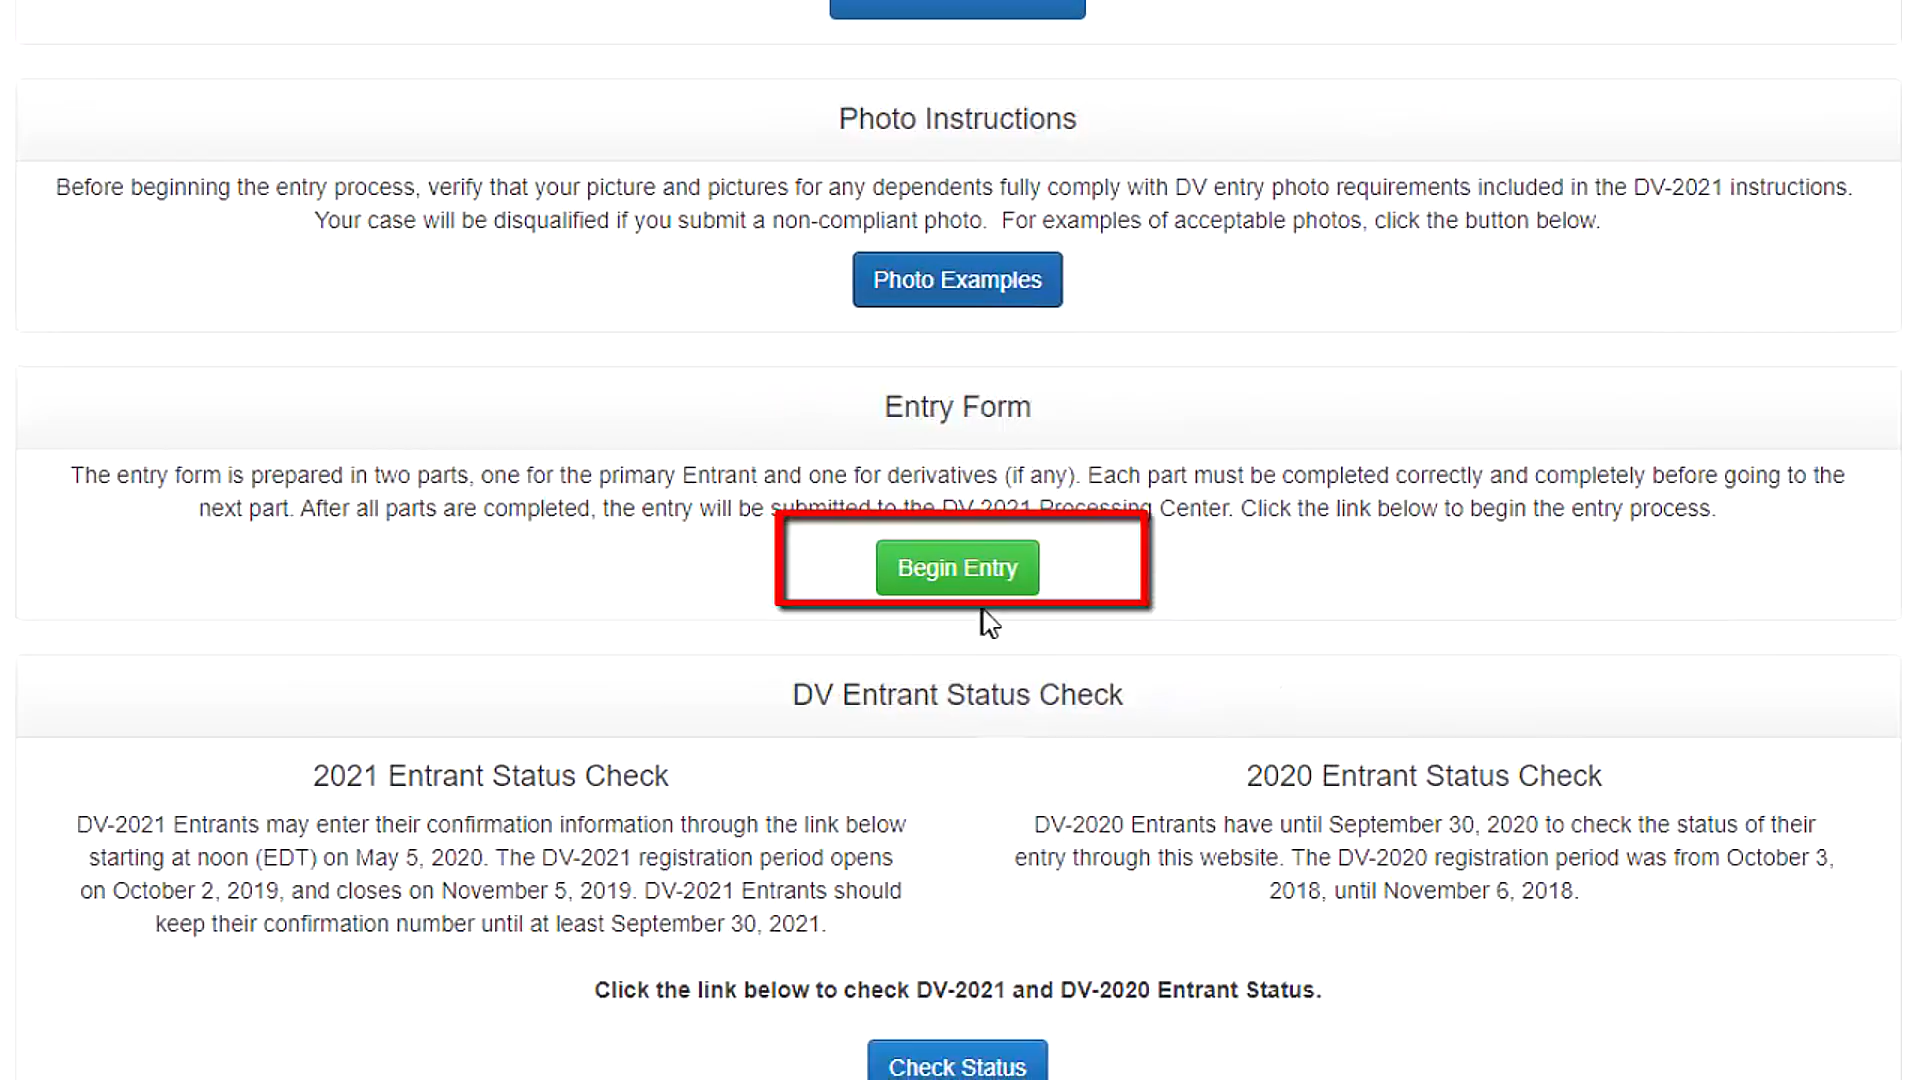 Photo Instructions
Before beginning the entry process, verify that your picture and pictures for any dependents fully comply with DV entry photo requirements included in the DV-2021 instructions.
Your case will be disqualified if you submit a non-compliant photo.  For examples of acceptable photos, click the button below.
Photo Examples
Entry Form
The entry form is prepared in two parts, one for the primary Entrant and one for derivatives (if any). Each part must be completed correctly and completely before going to the
next part. After all parts are completed, the entry will be submitted to the DV-2021 Processing Center. Click the link below to begin the entry process.
Begin Entry
DV Entrant Status Check
2021 Entrant Status Check
DV-2021 Entrants may enter their confirmation information through the link below
starting at noon (EDT) on May 5, 2020. The DV-2021 registration period opens
on October 2, 2019, and closes on November 5, 2019. DV-2021 Entrants should
keep their confirmation number until at least September 30, 2021.
2020 Entrant Status Check
DV-2020 Entrants have until September 30, 2020 to check the status of their
entry through this website. The DV-2020 registration period was from October 3,
2018, until November 6, 2018.
Click the link below to check DV-2021 and DV-2020 Entrant Status.
Check Status